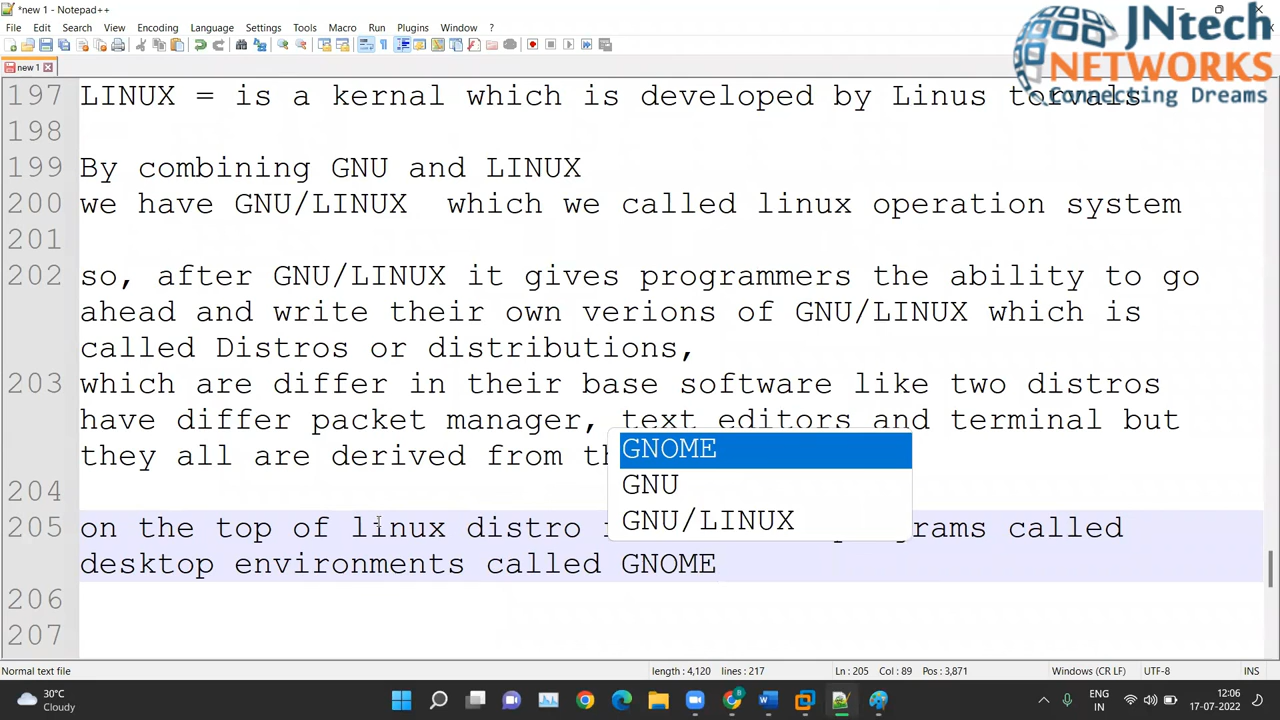 *new 1 - Notepad++
File Edit Search View Encoding Language Settings Tools Macro Run Plugins Window ?
JNtech
NETWORKS
Connecting Dreams
new 1
197 LINUX = is a kernal which is developed by Linus torvals
198
199 By combining GNU and LINUX
200 we have GNU/LINUX  which we called linux operation system
201
202 so, after GNU/LINUX it gives programmers the ability to go
ahead and write their own verions of GNU/LINUX which is
called Distros or distributions,
203 which are differ in their base software like two distros
have differ packet manager, text editors and terminal but
they all are derived from
GNOME
GNU
GNU/LINUX
204
205 on the top of linux distro called
desktop environments called GNOME
206
207
Normal text file length : 4,120 lines : 217 Ln : 205 Col : 89 Pos : 3,871 Windows (CR LF) UTF-8 INS
30°C
Cloudy
ENG
IN
12:06
17-07-2022